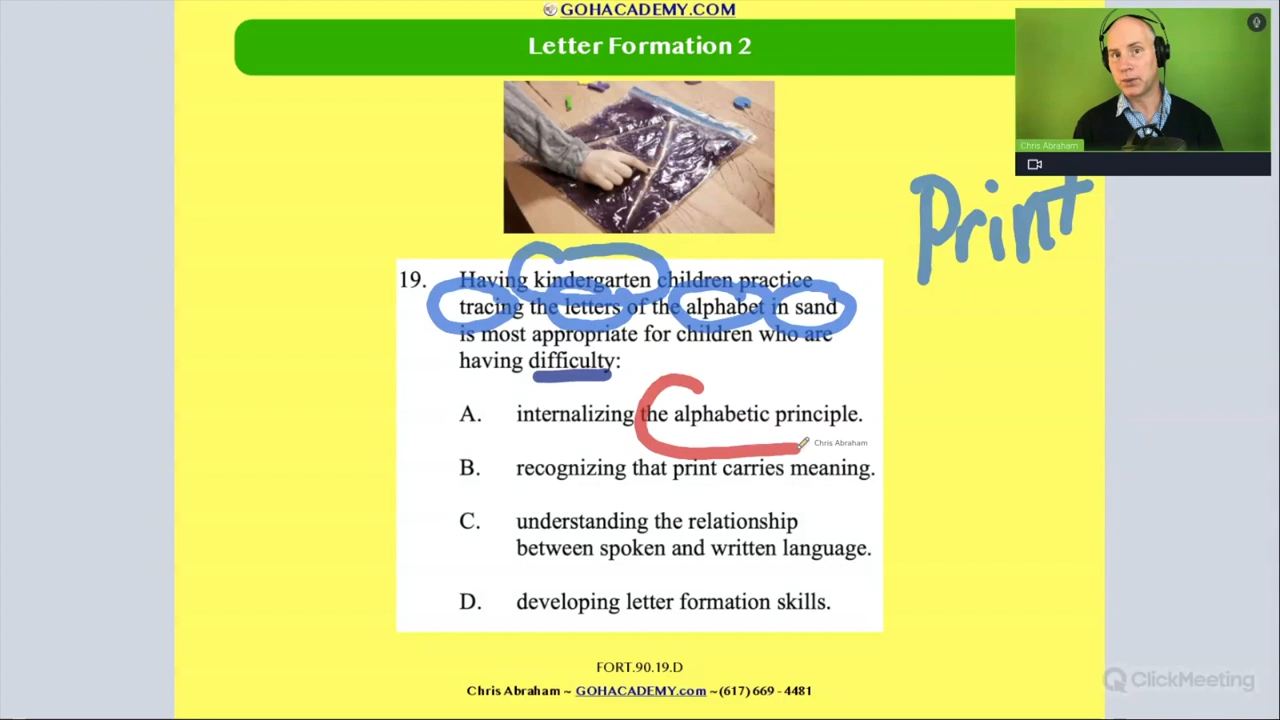 GOHACADEMY.COM
Letter Formation 2
Chris Abraham
Print
19. Having kindergarten children practice
tracing the letters of the alphabet in sand
is most appropriate for children who are
having difficulty:
A. internalizing the alphabetic principle.
Chris Abraham
B. recognizing that print carries meaning.
C. understanding the relationship
between spoken and written language.
D. developing letter formation skills.
FORT.90.19.D
Chris Abraham ~ GOHACADEMY.com ~(617) 669 - 4481
ClickMeeting